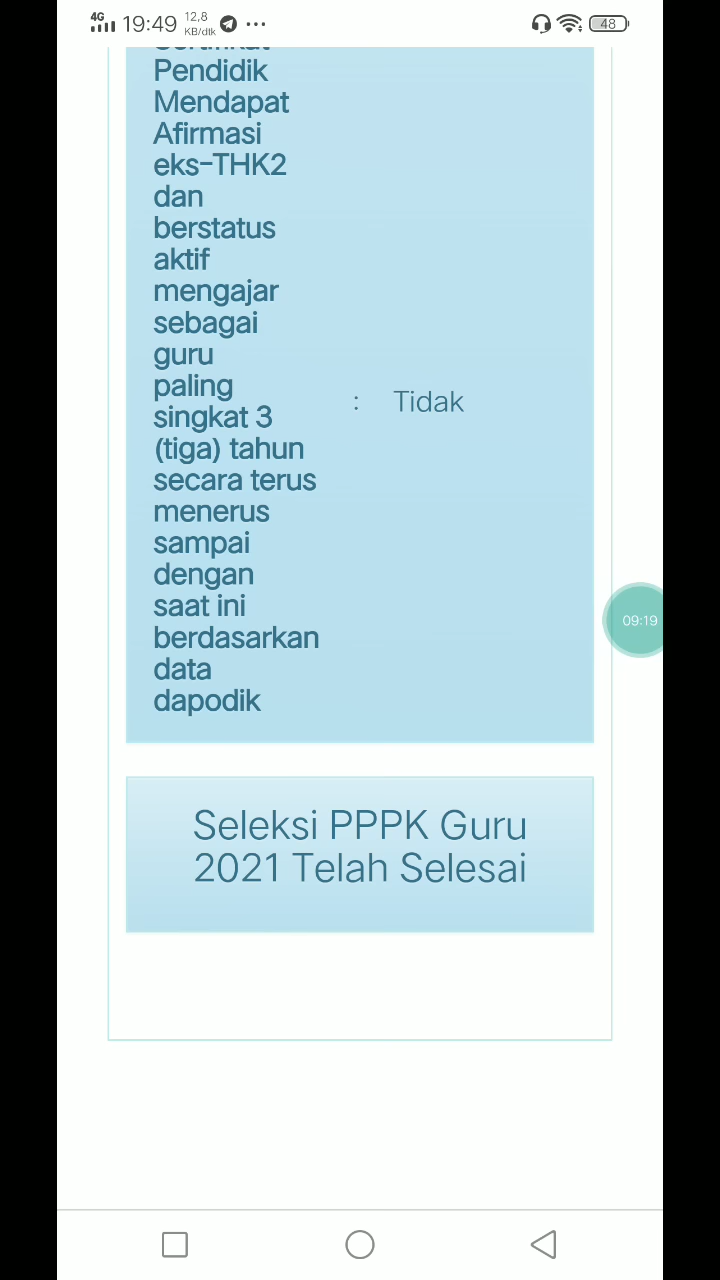 4G 19:49 12,8 KB/dtk ... 48
Pendidik
Mendapat
Afirmasi
eks-THK2
dan
berstatus
aktif
mengajar
sebagai
guru
paling
singkat 3
(tiga) tahun
secara terus
menerus
sampai
dengan
saat ini
berdasarkan
data
dapodik
: Tidak
09:19
Seleksi PPPK Guru
2021 Telah Selesai